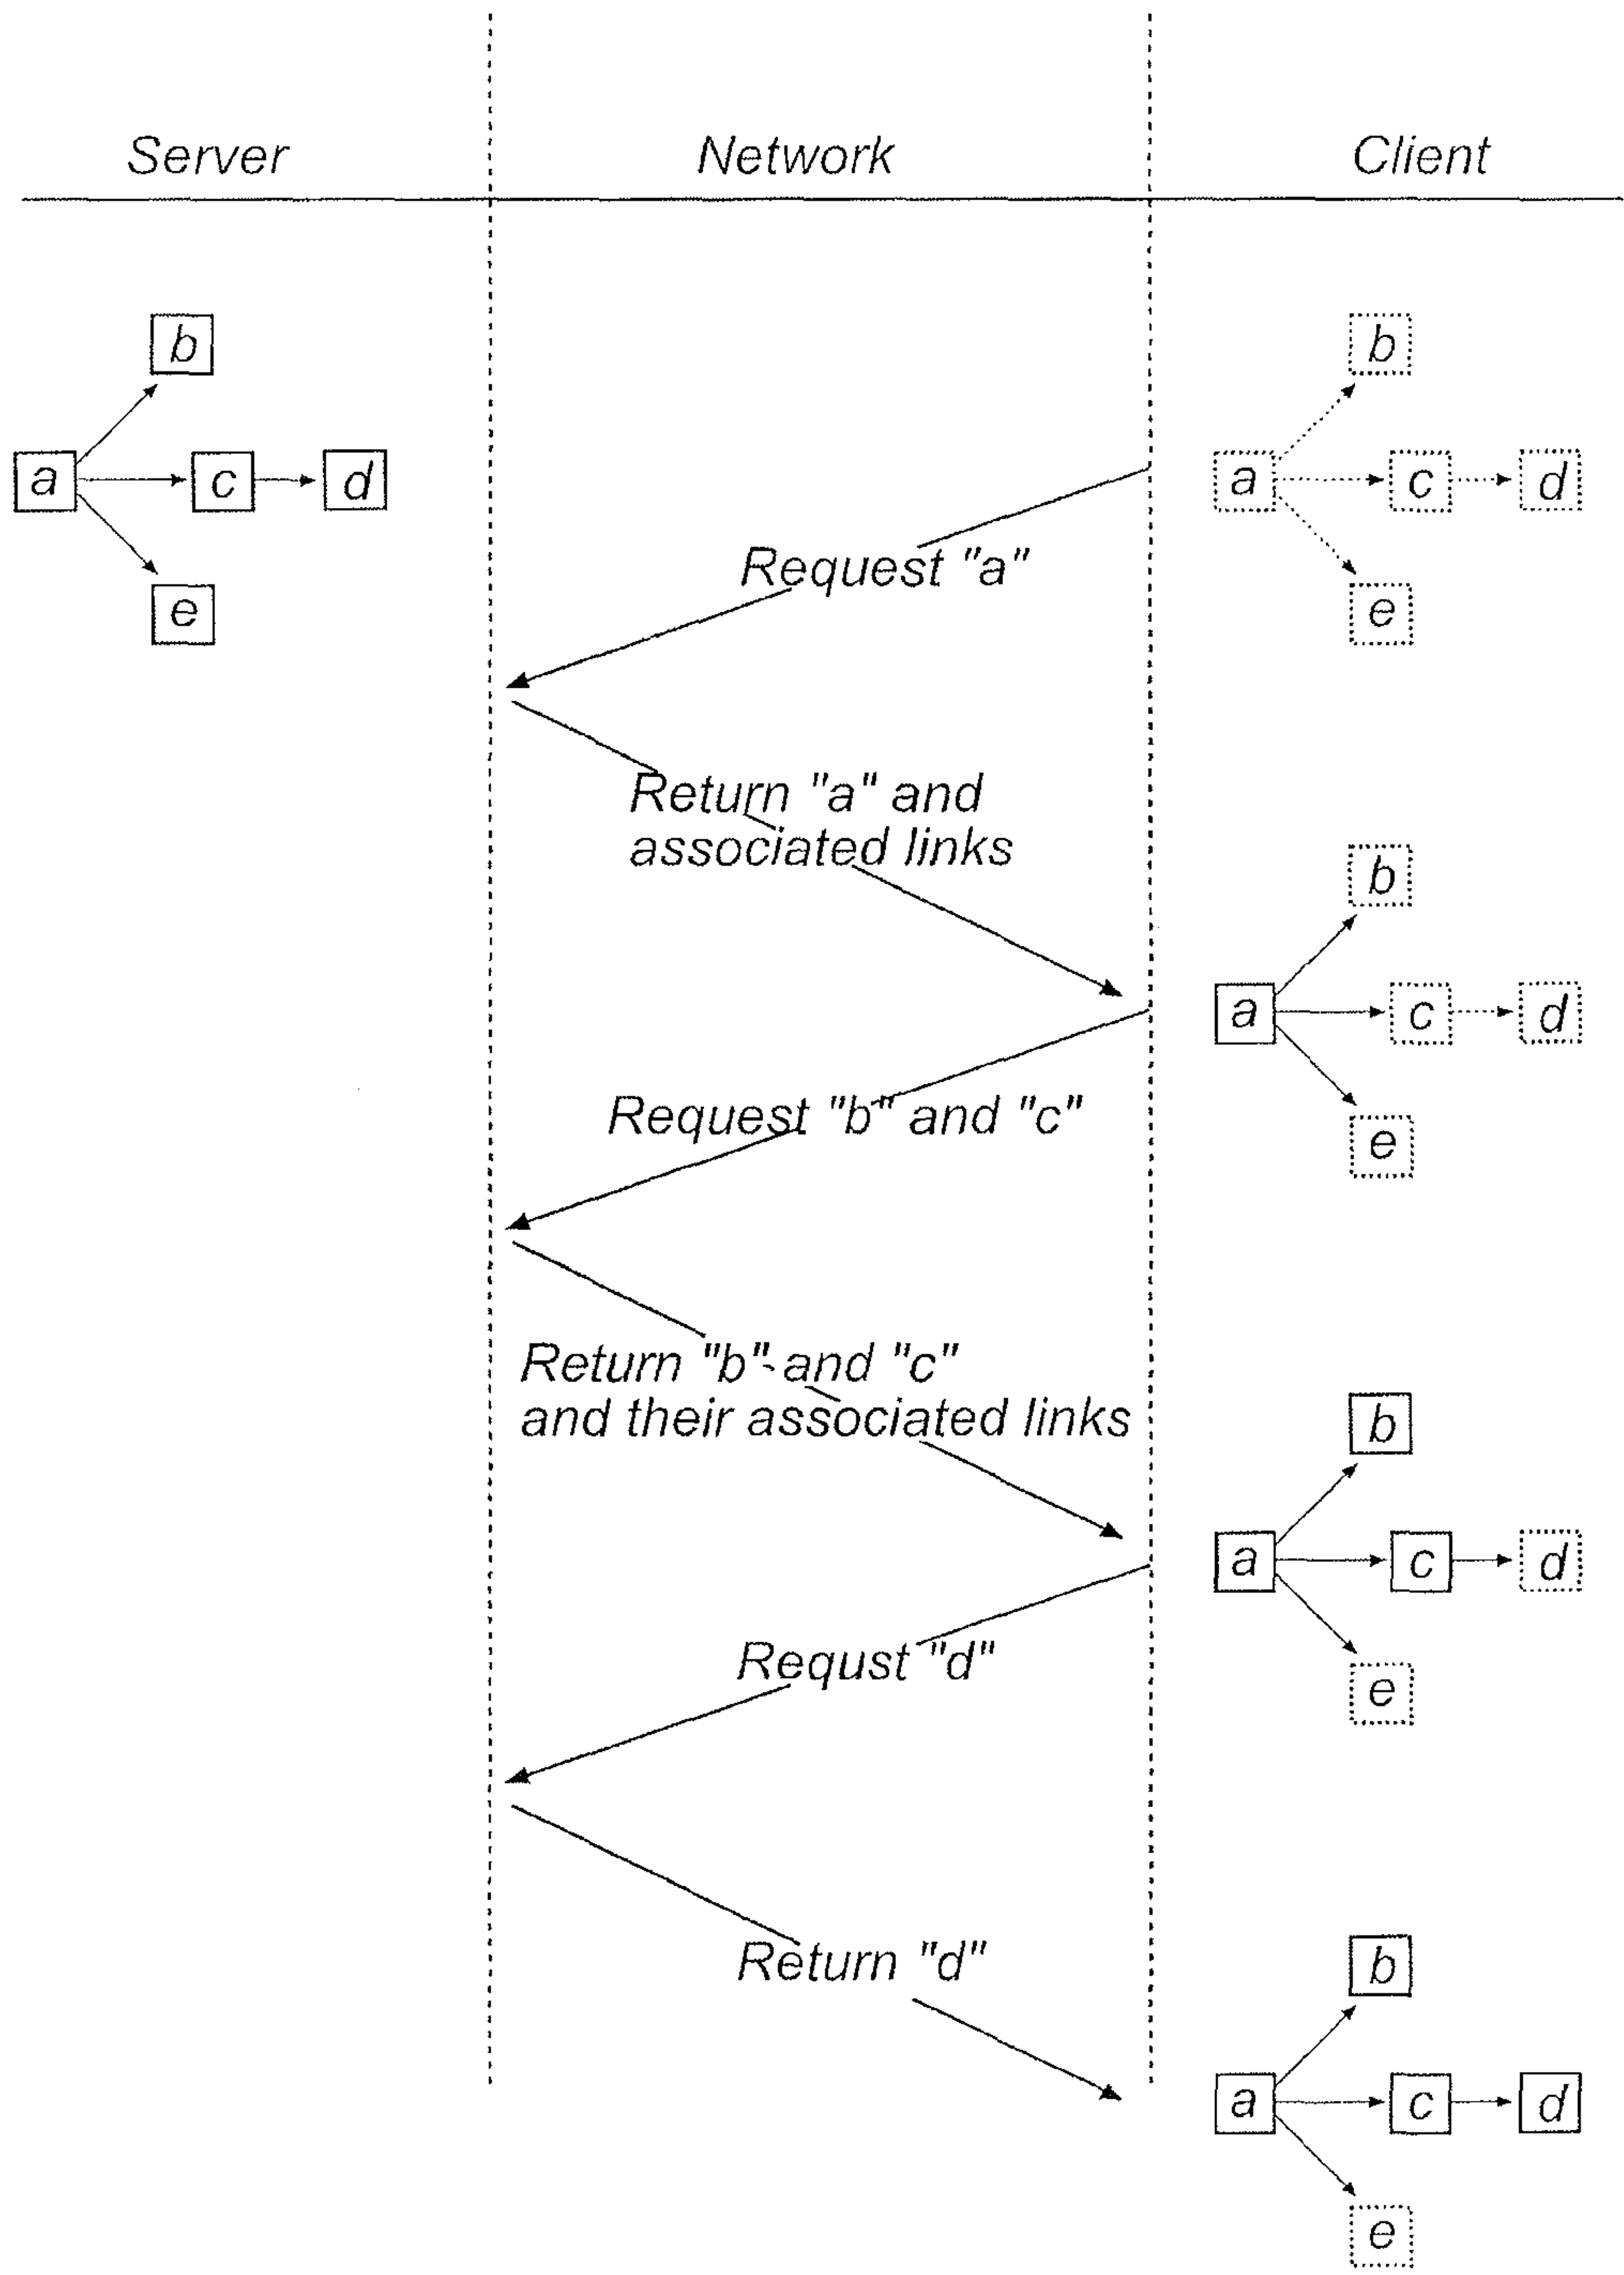 Server Network Client
b b
a c d a c d
Request "a"
e e
Return "a" and
associated links
b
a c d
Request "b" and "c"
e
Return "b" and "c"
and their associated links
b
a c d
Requst "d"
e
Return "d"
b
a c d
e